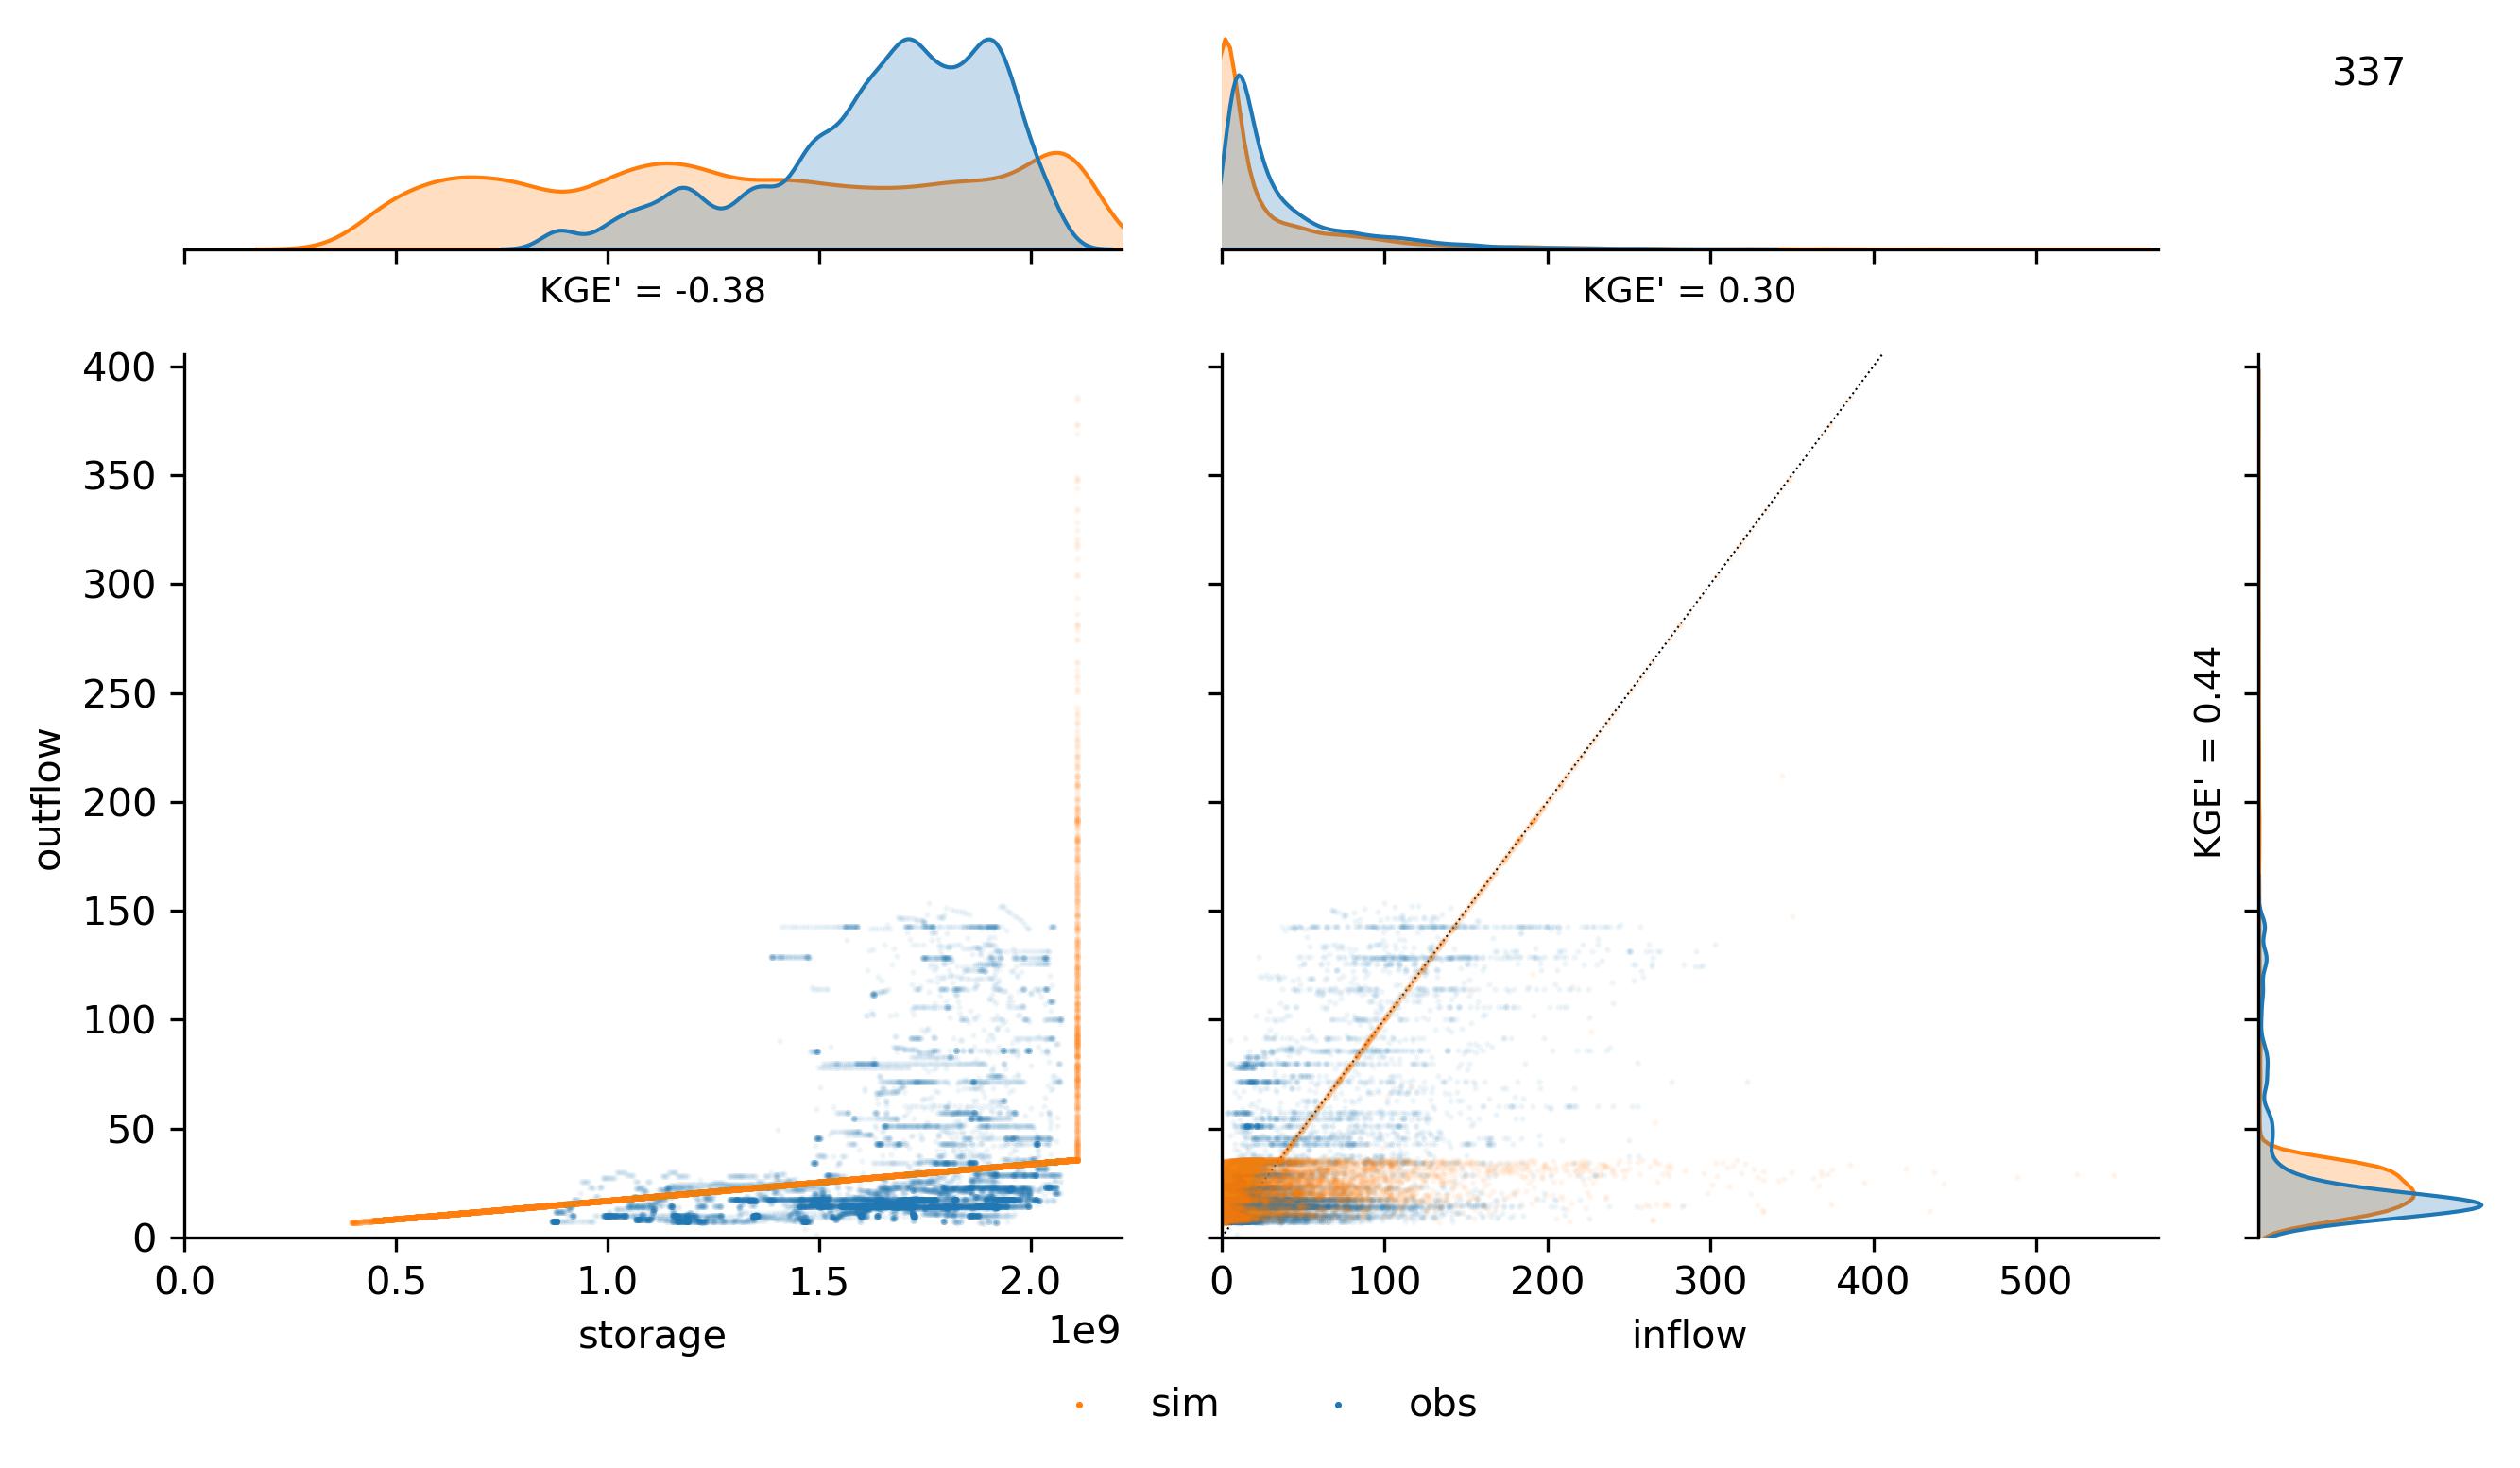 337
KGE' = -0.38
KGE' = 0.30
400
350
300
250
200
150
100
50
0
outflow
KGE' = 0.44
0.0 0.5 1.0 1.5 2.0
1e9
storage
0 100 200 300 400 500
inflow
sim obs